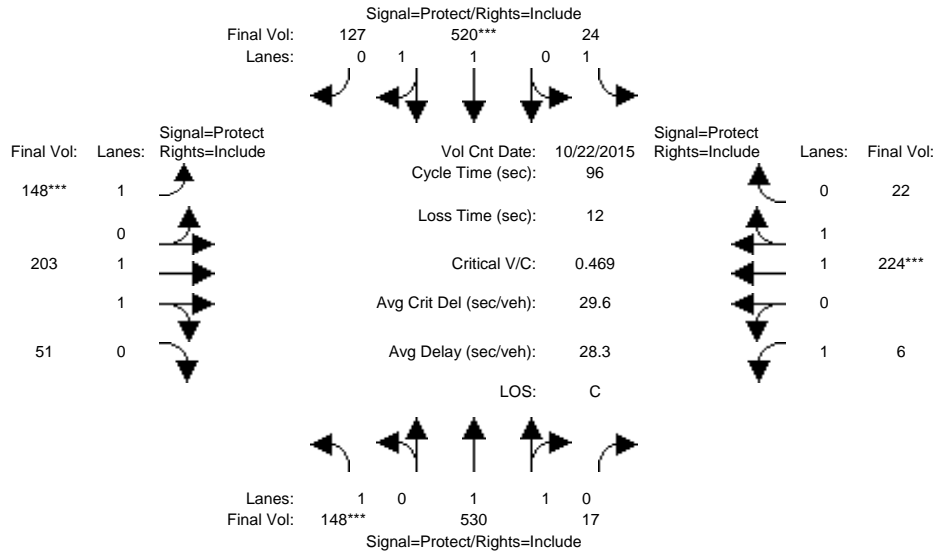 Signal=Protect/Rights=Include
Final Vol: 127 520*** 24
Lanes: 0 1 1 0 1
Signal=Protect Signal=Protect
Final Vol: Lanes: Rights=Include Vol Cnt Date: 10/22/2015 Rights=Include Lanes: Final Vol:
Cycle Time (sec): 96
148*** 1 0 22
Loss Time (sec): 12
0 1
203 1 Critical V/C: 0.469 1 224***
1 Avg Crit Del (sec/veh): 29.6 0
51 0 Avg Delay (sec/veh): 28.3 1 6
LOS: C
Lanes: 1 0 1 1 0
Final Vol: 148*** 530 17
Signal=Protect/Rights=Include